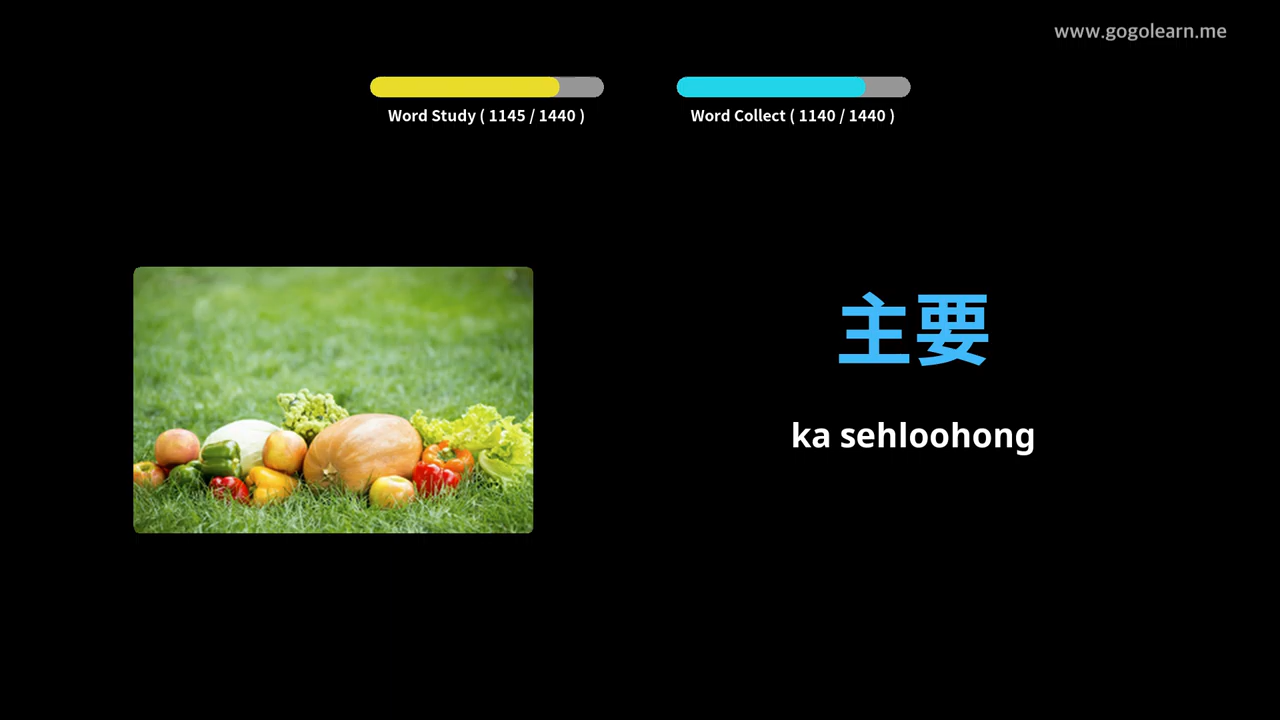 www.gogolearn.me
Word Study ( 1145 / 1440 )
Word Collect ( 1140 / 1440 )
主要
ka sehloohong